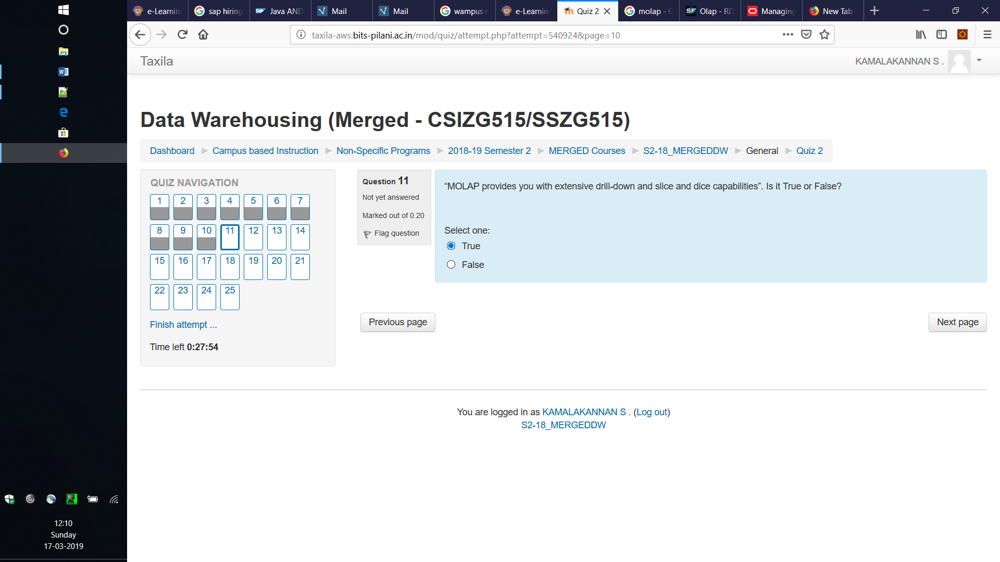 e-Learnin
sap hiring
Java AND
Mail
Mail
wampus r
e-Learnin
Quiz 2
molap - G
Olap - RD
Managing
New Tab
taxila-aws.bits-pilani.ac.in/mod/quiz/attempt.php?attempt=540924&page=10
Taxila
KAMALAKANNAN S .
Data Warehousing (Merged - CSIZG515/SSZG515)
Dashboard
Campus based Instruction
Non-Specific Programs
2018-19 Semester 2
MERGED Courses
S2-18_MERGEDDW
General
Quiz 2
QUIZ NAVIGATION
1 2 3 4 5 6 7
8 9 10 11 12 13 14
15 16 17 18 19 20 21
22 23 24 25
Finish attempt ...
Time left 0:27:54
Question 11
Not yet answered
Marked out of 0.20
Flag question
“MOLAP provides you with extensive drill-down and slice and dice capabilities”. Is it True or False?
Select one:
True
False
Previous page
Next page
You are logged in as KAMALAKANNAN S . (Log out)
S2-18_MERGEDDW
12:10
Sunday
17-03-2019